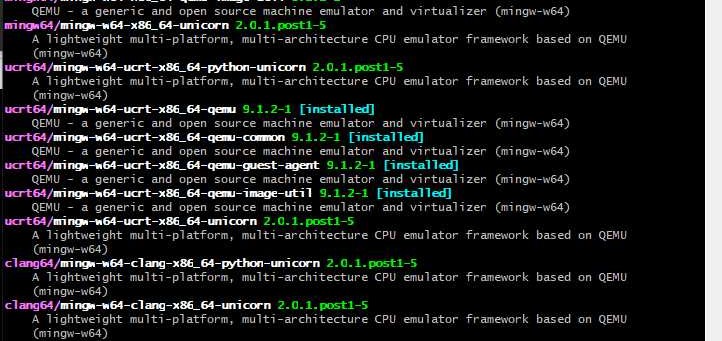 QEMU - a generic and open source machine emulator and virtualizer (mingw-w64)
mingw64/mingw-w64-x86_64-unicorn 2.0.1.post1-5
A lightweight multi-platform, multi-architecture CPU emulator framework based on QEMU
(mingw-w64)
ucrt64/mingw-w64-ucrt-x86_64-python-unicorn 2.0.1.post1-5
A lightweight multi-platform, multi-architecture CPU emulator framework based on QEMU
(mingw-w64)
ucrt64/mingw-w64-ucrt-x86_64-qemu 9.1.2-1 [installed]
QEMU - a generic and open source machine emulator and virtualizer (mingw-w64)
ucrt64/mingw-w64-ucrt-x86_64-qemu-common 9.1.2-1 [installed]
QEMU - a generic and open source machine emulator and virtualizer (mingw-w64)
ucrt64/mingw-w64-ucrt-x86_64-qemu-guest-agent 9.1.2-1 [installed]
QEMU - a generic and open source machine emulator and virtualizer (mingw-w64)
ucrt64/mingw-w64-ucrt-x86_64-qemu-image-util 9.1.2-1 [installed]
QEMU - a generic and open source machine emulator and virtualizer (mingw-w64)
ucrt64/mingw-w64-ucrt-x86_64-unicorn 2.0.1.post1-5
A lightweight multi-platform, multi-architecture CPU emulator framework based on QEMU
(mingw-w64)
clang64/mingw-w64-clang-x86_64-python-unicorn 2.0.1.post1-5
A lightweight multi-platform, multi-architecture CPU emulator framework based on QEMU
(mingw-w64)
clang64/mingw-w64-clang-x86_64-unicorn 2.0.1.post1-5
A lightweight multi-platform, multi-architecture CPU emulator framework based on QEMU
(mingw-w64)